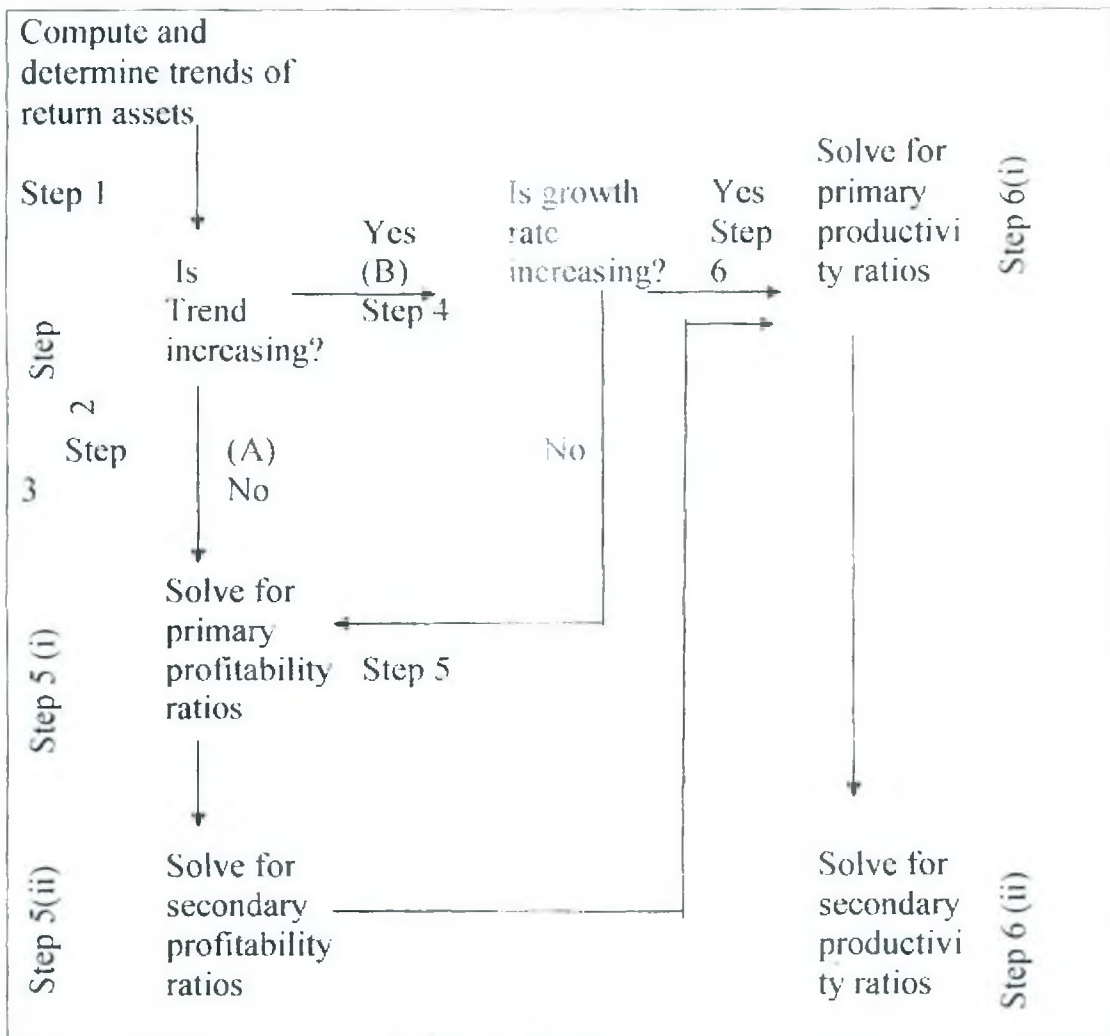 Compute and
determine trends of
return assets
Step 1
Is
Trend
increasing?
Yes
(B)
Step 4
Is growth
rate
increasing?
Yes
Step
6
Solve for
primary
productivi
ty ratios
Step 6(i)
Step
2
Step
3
(A)
No
No
Solve for
primary
profitability
ratios
Step 5
Step 5 (i)
Solve for
secondary
profitability
ratios
Step 5(ii)
Solve for
secondary
productivi
ty ratios
Step 6 (ii)